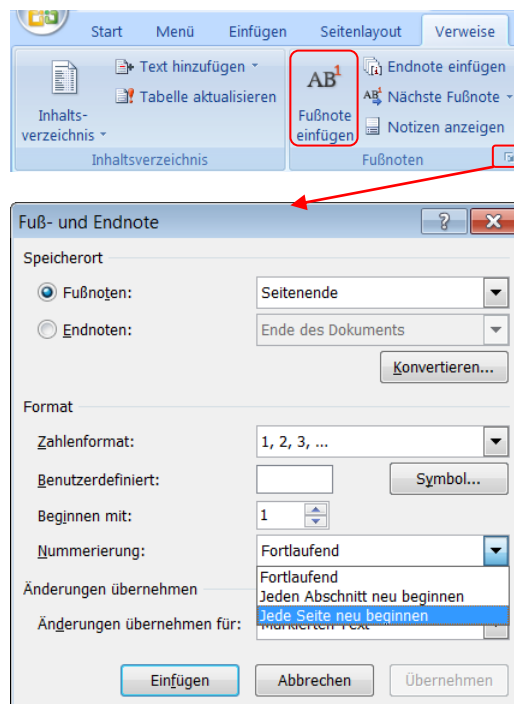 Start Menü Einfügen Seitenlayout Verweise
Text hinzufügen
Tabelle aktualisieren
Inhalts-
verzeichnis
Inhaltsverzeichnis
AB1
Fußnote
einfügen
Endnote einfügen
Nächste Fußnote
Notizen anzeigen
Fußnoten
Fuß- und Endnote
Speicherort
Fußnoten: Seitenende
Endnoten: Ende des Dokuments
Konvertieren...
Format
Zahlenformat: 1, 2, 3, ...
Benutzerdefiniert: Symbol...
Beginnen mit: 1
Nummerierung: Fortlaufend
Fortlaufend
Jeden Abschnitt neu beginnen
Jede Seite neu beginnen
Änderungen übernehmen
Änderungen übernehmen für: Markierten Text
Einfügen Abbrechen Übernehmen